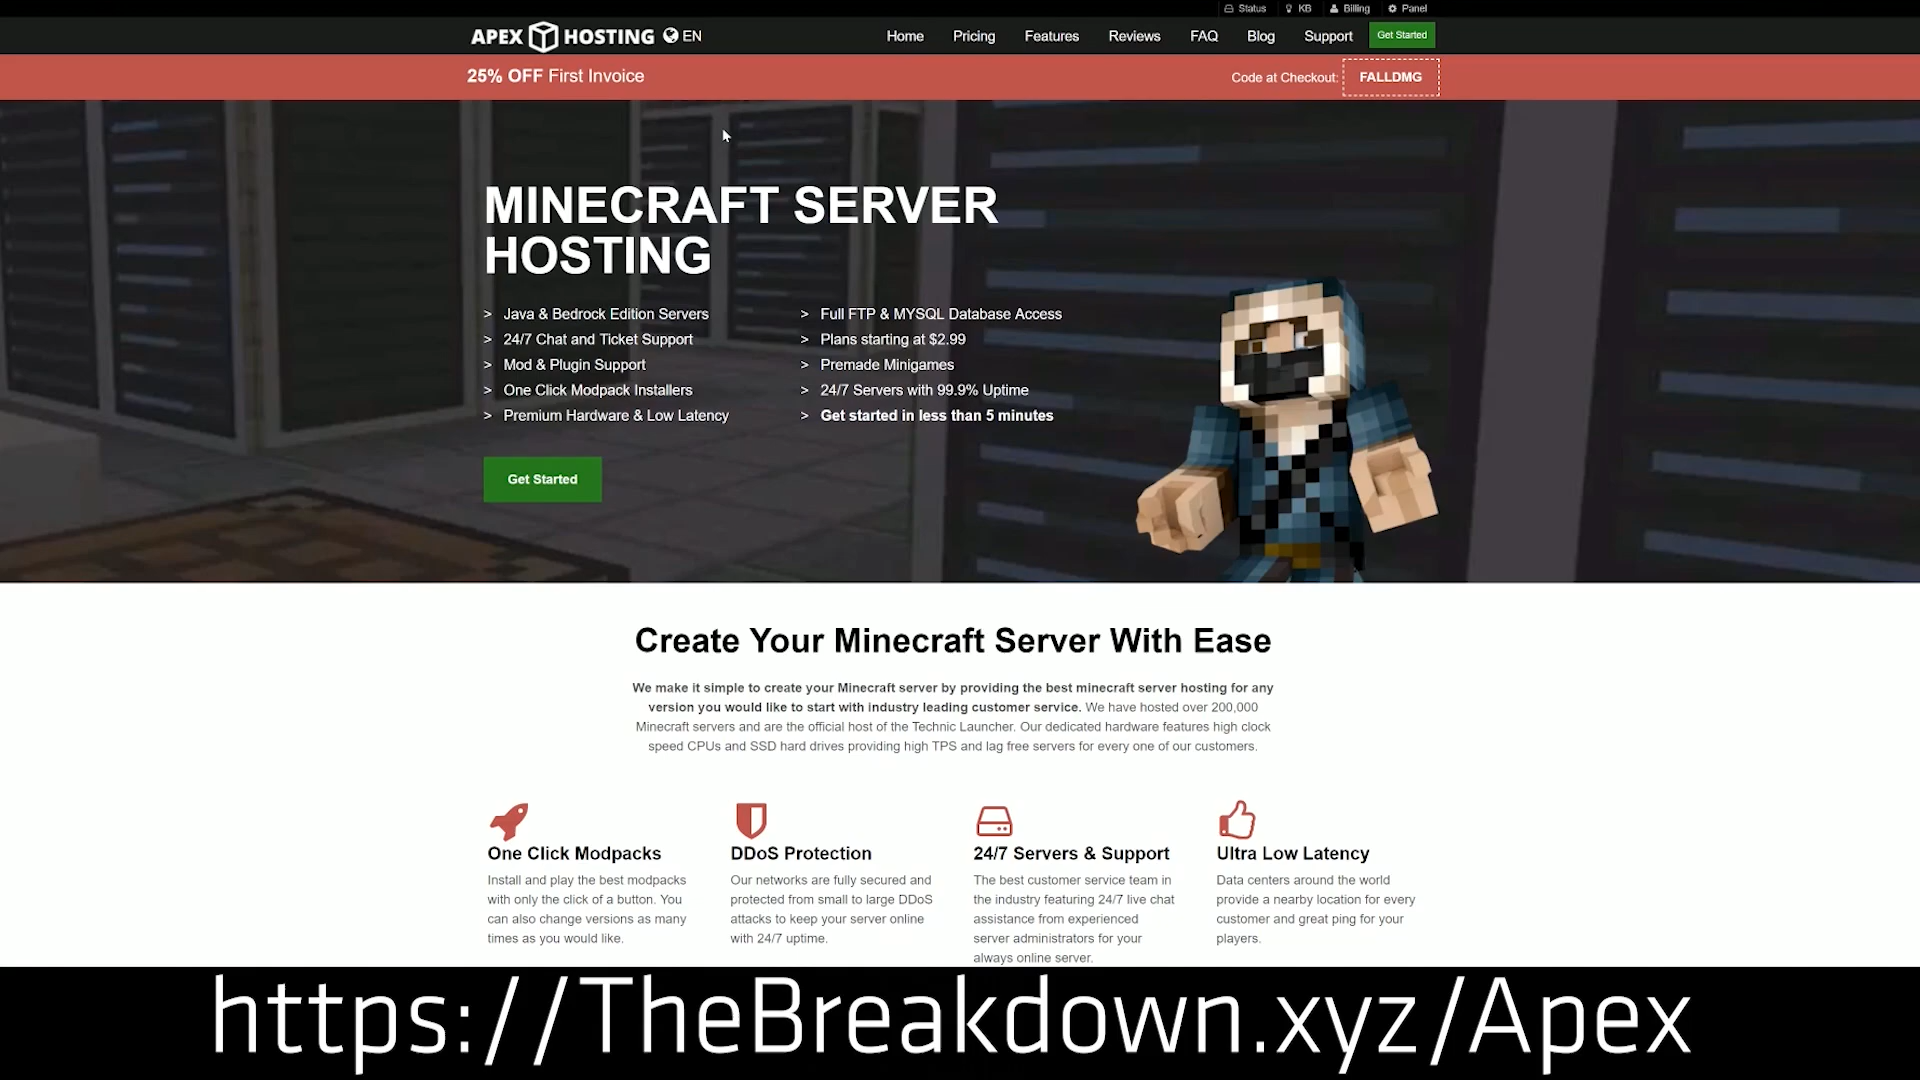 Status KB Billing Panel
APEX HOSTING EN Home Pricing Features Reviews FAQ Blog Support Get Started
25% OFF First Invoice Code at Checkout: FALLDMG
MINECRAFT SERVER
HOSTING
> Java & Bedrock Edition Servers > Full FTP & MYSQL Database Access
> 24/7 Chat and Ticket Support > Plans starting at $2.99
> Mod & Plugin Support > Premade Minigames
> One Click Modpack Installers > 24/7 Servers with 99.9% Uptime
> Premium Hardware & Low Latency > Get started in less than 5 minutes
Get Started
Create Your Minecraft Server With Ease
We make it simple to create your Minecraft server by providing the best minecraft server hosting for any
version you would like to start with industry leading customer service. We have hosted over 200,000
Minecraft servers and are the official host of the Technic Launcher. Our dedicated hardware features high clock
speed CPUs and SSD hard drives providing high TPS and lag free servers for every one of our customers.
One Click Modpacks
Install and play the best modpacks
with only the click of a button. You
can also change versions as many
times as you would like.
DDoS Protection
Our networks are fully secured and
protected from small to large DDoS
attacks to keep your server online
with 24/7 uptime.
24/7 Servers & Support
The best customer service team in
the industry featuring 24/7 live chat
assistance from experienced
server administrators for your
always online server.
Ultra Low Latency
Data centers around the world
provide a nearby location for every
customer and great ping for your
players.
https://TheBreakdown.xyz/Apex